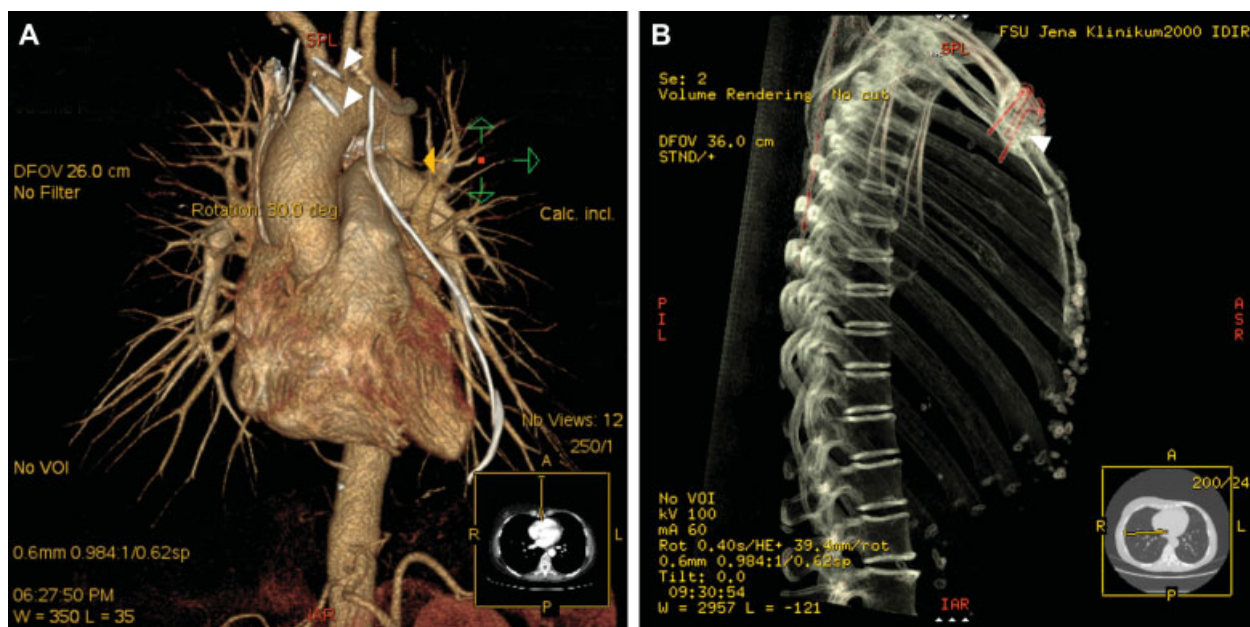 A
SPL
DFOV 26.0 cm
No Filter
Rotation: 30.0 deg
Calc. incl.
Nb Views: 12
250/1
No VOI
A
R
L
P
0.6mm 0.984:1/0.62sp
06:27:50 PM
W = 350 L = 35
IAR
B
FSU Jena Klinikum2000 IDIR
SPL
Se: 2
Volume Rendering No cut
DFOV 36.0 cm
STND/+
P
I
L
A
S
R
No VOI
kV 100
mA 60
Rot 0.40s/HE+ 39.4mm/rot
0.6mm 0.984:1/0.62sp
Tilt: 0.0
09:30:54
W = 2957 L = -121
IAR
A
200/24
R
L
P